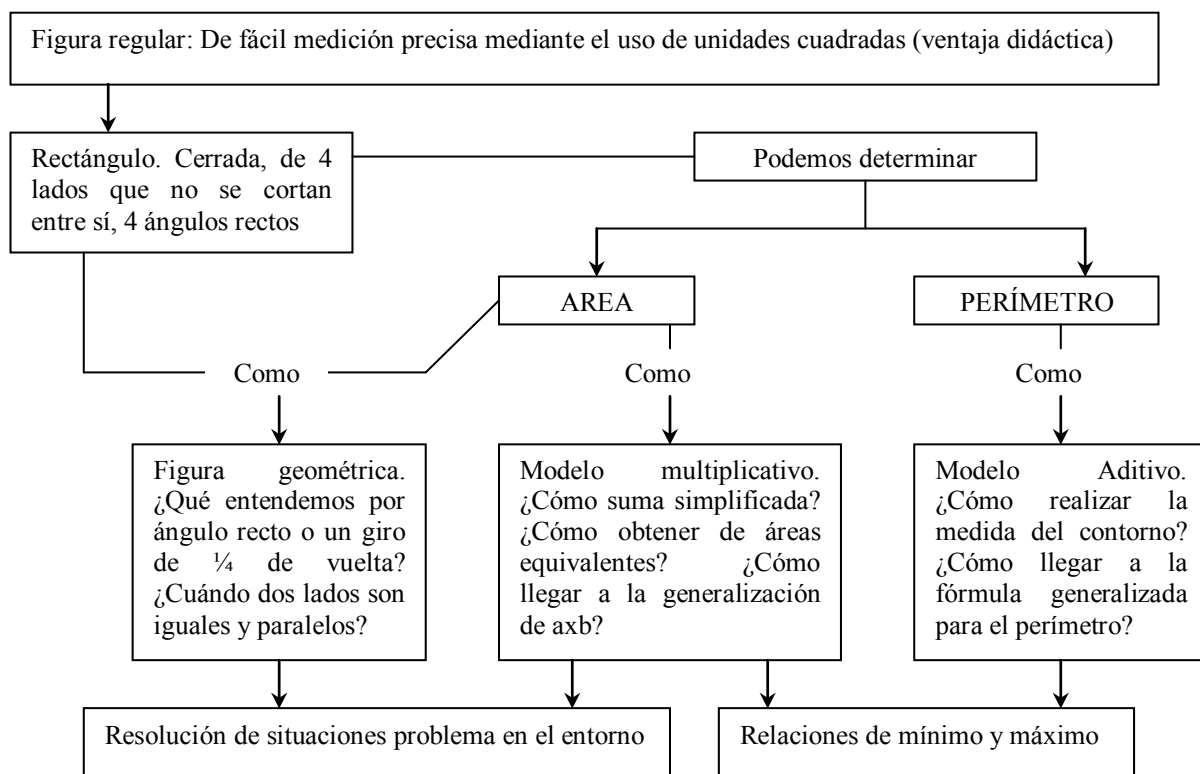 Figura regular: De fácil medición precisa mediante el uso de unidades cuadradas (ventaja didáctica)
Rectángulo. Cerrada, de 4
lados que no se cortan
entre sí, 4 ángulos rectos
Podemos determinar
AREA
PERÍMETRO
Como
Como
Como
Figura geométrica.
¿Qué entendemos por
ángulo recto o un giro
de ¼ de vuelta?
¿Cuándo dos lados son
iguales y paralelos?
Modelo multiplicativo.
¿Cómo suma simplificada?
¿Cómo obtener de áreas
equivalentes? ¿Cómo
llegar a la generalización
de axb?
Modelo Aditivo.
¿Cómo realizar la
medida del contorno?
¿Cómo llegar a la
fórmula generalizada
para el perímetro?
Resolución de situaciones problema en el entorno
Relaciones de mínimo y máximo